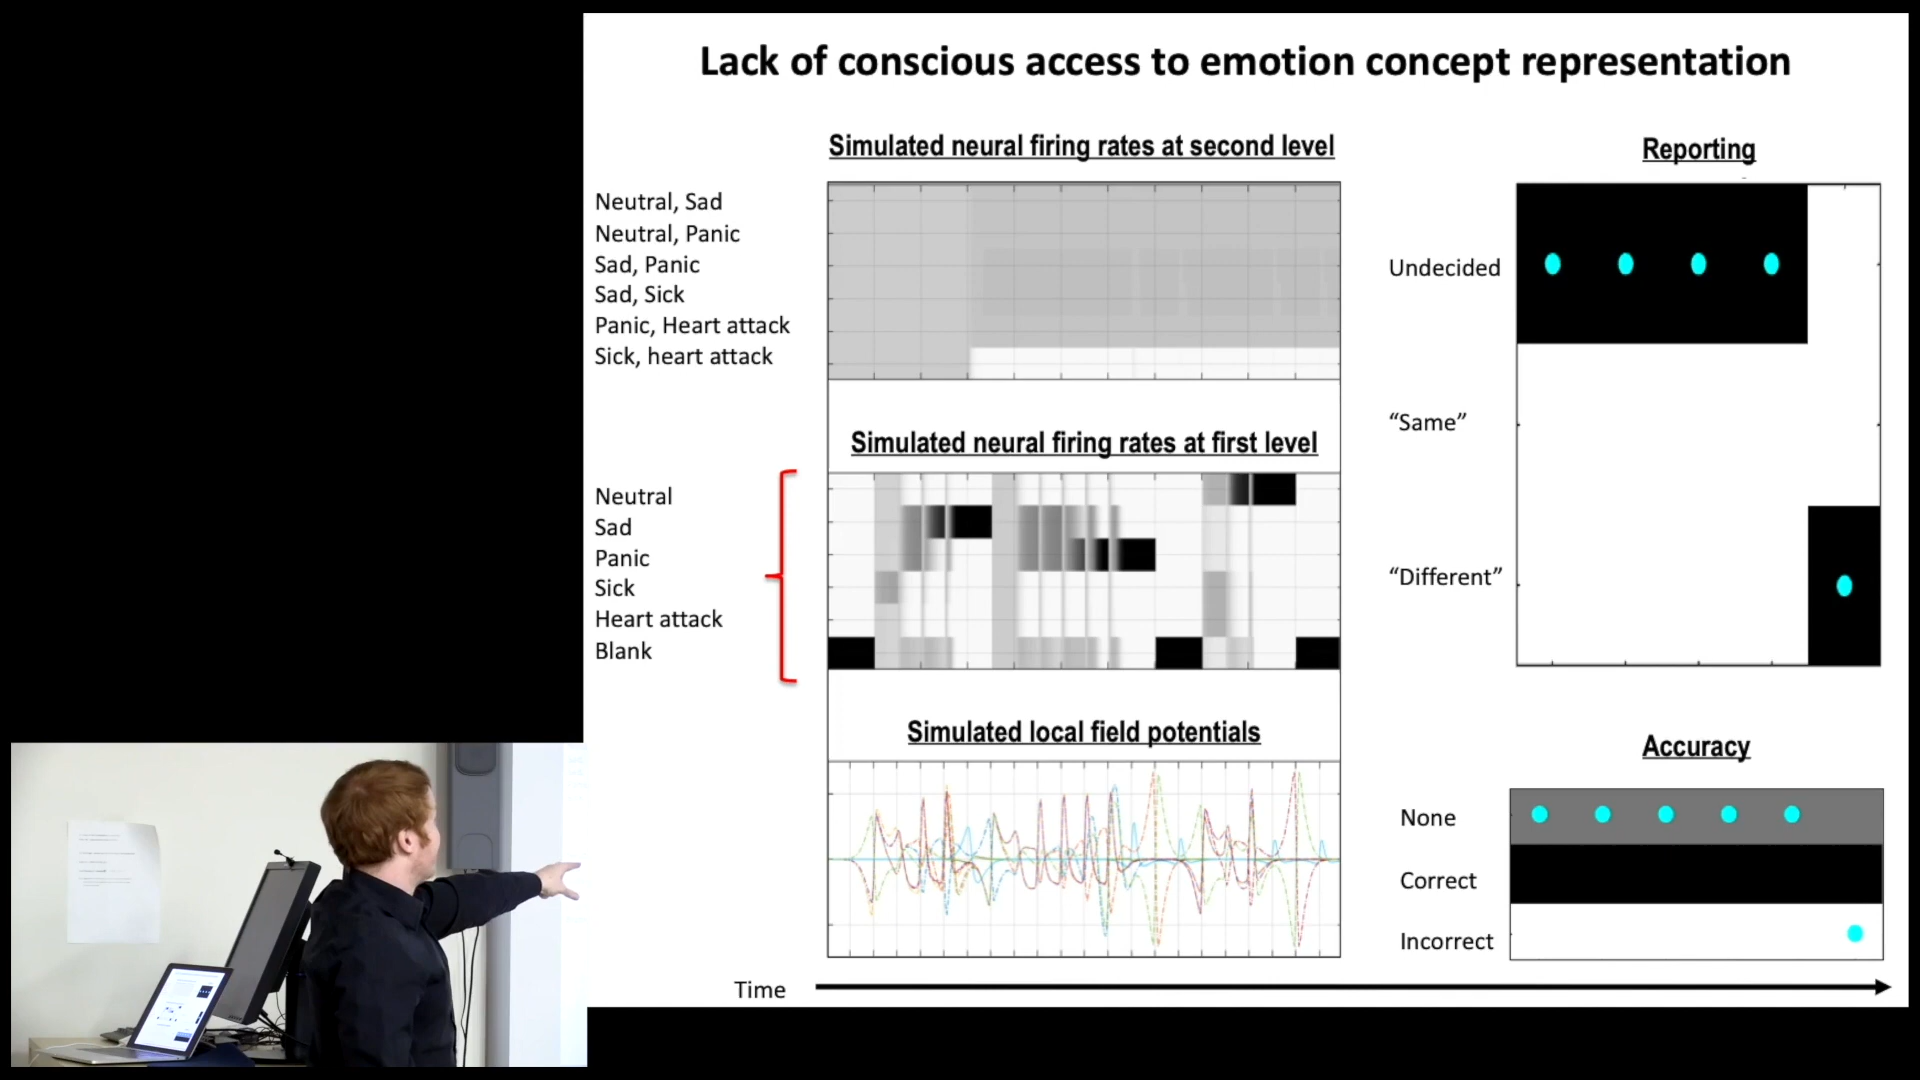 Lack of conscious access to emotion concept representation
Simulated neural firing rates at second level
Neutral, Sad
Neutral, Panic
Sad, Panic
Sad, Sick
Panic, Heart attack
Sick, heart attack
Simulated neural firing rates at first level
Neutral
Sad
Panic
Sick
Heart attack
Blank
Simulated local field potentials
Time
Reporting
Undecided
“Same”
“Different”
Accuracy
None
Correct
Incorrect